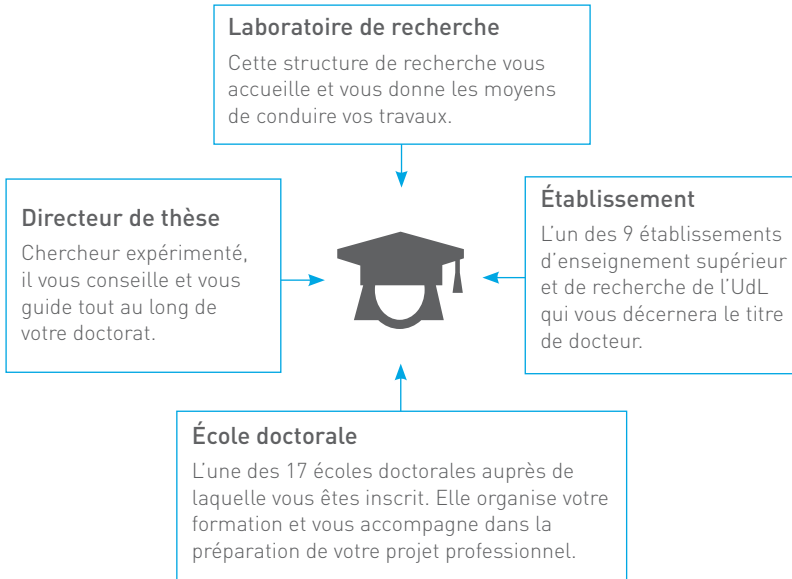 Laboratoire de recherche
Cette structure de recherche vous
accueille et vous donne les moyens
de conduire vos travaux.
Directeur de thèse
Chercheur expérimenté,
il vous conseille et vous
guide tout au long de
votre doctorat.
Établissement
L’un des 9 établissements
d’enseignement supérieur
et de recherche de l’UdL
qui vous décernera le titre
de docteur.
École doctorale
L’une des 17 écoles doctorales auprès de
laquelle vous êtes inscrit. Elle organise votre
formation et vous accompagne dans la
préparation de votre projet professionnel.